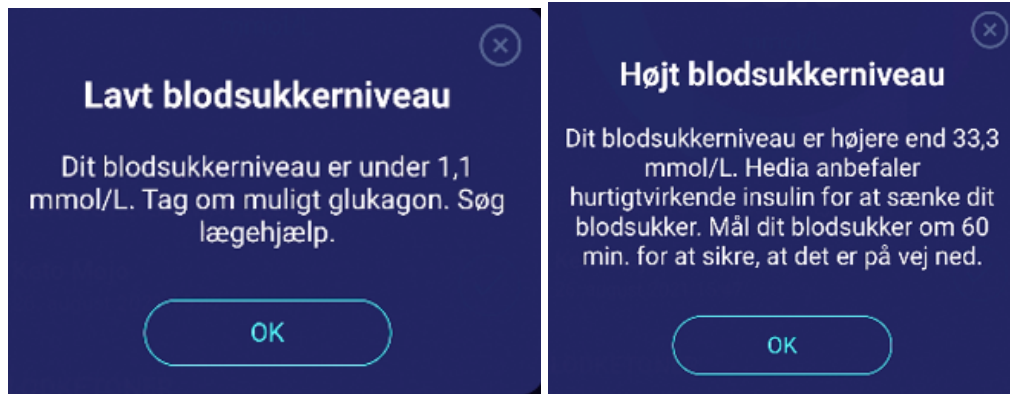 Lavt blodsukkerniveau
Dit blodsukkerniveau er under 1,1
mmol/L. Tag om muligt glukagon. Søg
lægehjælp.
OK
Højt blodsukkerniveau
Dit blodsukkerniveau er højere end 33,3
mmol/L. Hedia anbefaler
hurtigtvirkende insulin for at sænke dit
blodsukker. Mål dit blodsukker om 60
min. for at sikre, at det er på vej ned.
OK